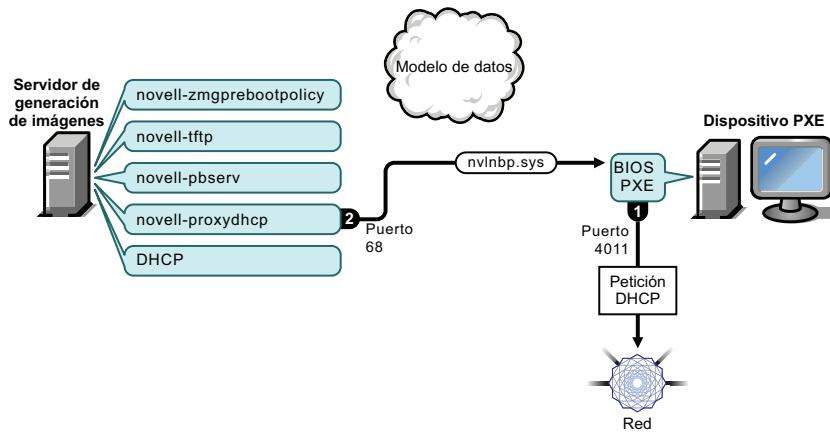 Servidor de
generación
de imágenes
novell-zmgprebootpolicy
novell-tftp
novell-pbserv
novell-proxydhcp
DHCP
2
Puerto
68
Modelo de datos
nvlnbp.sys
BIOS
PXE
1
Dispositivo PXE
Puerto
4011
Petición
DHCP
Red